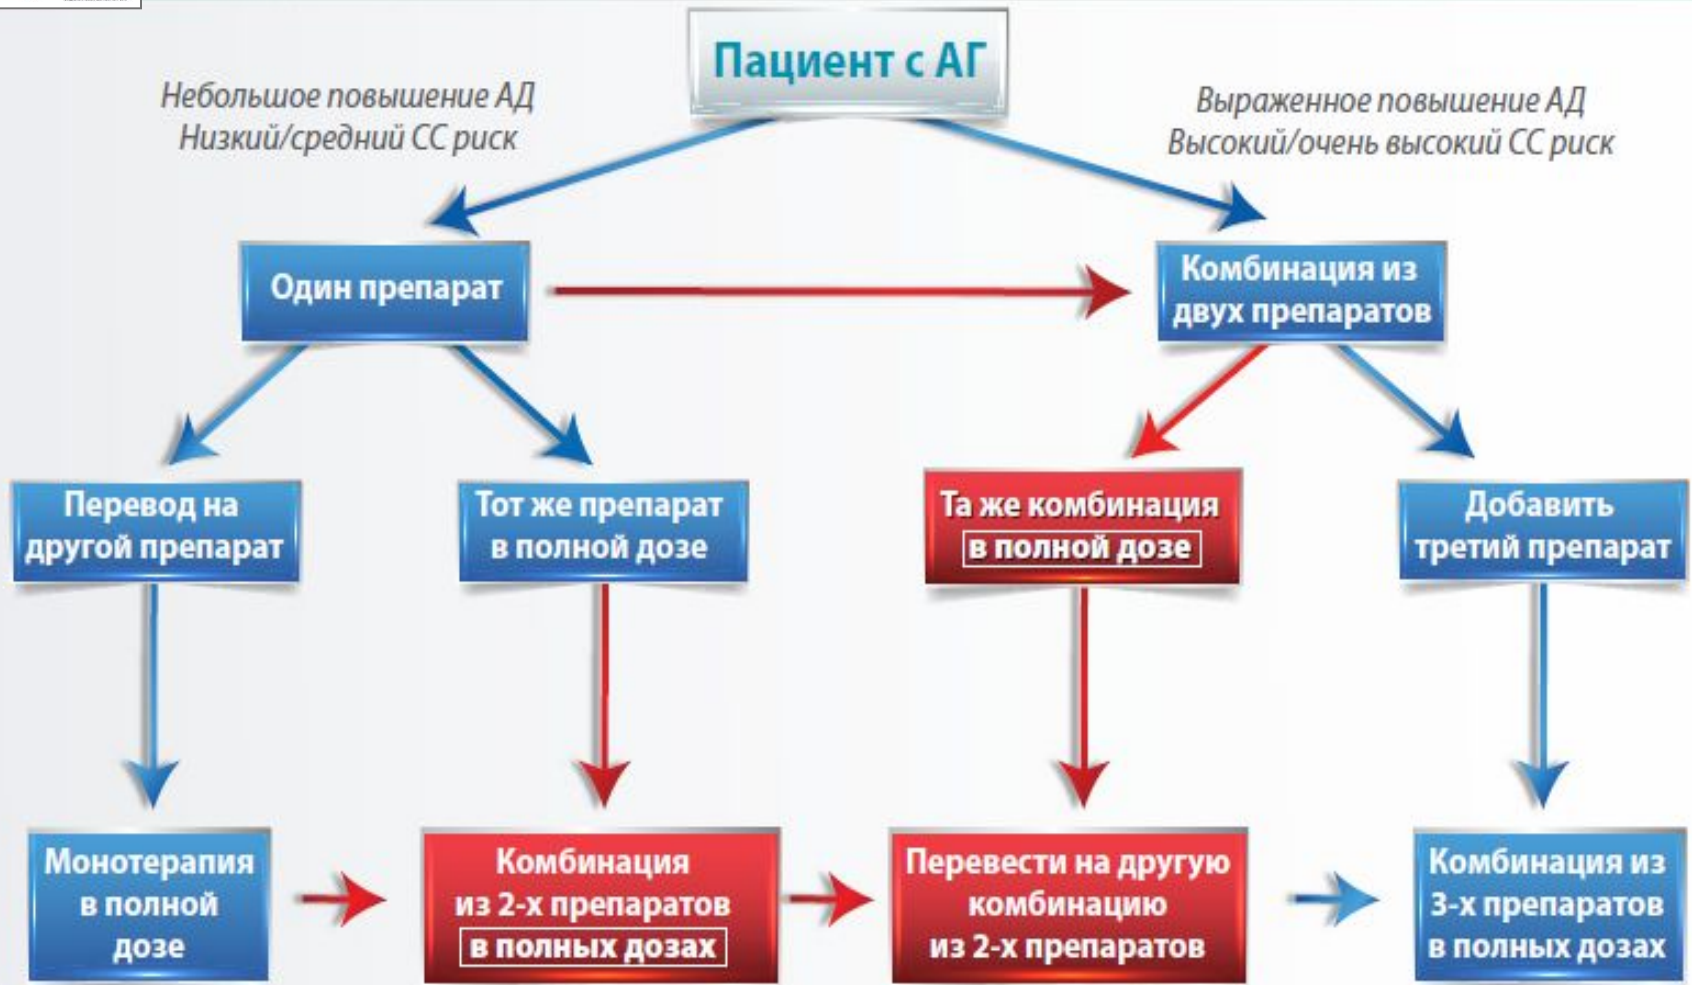 Пациент с АГ
Небольшое повышение АД
Низкий/средний СС риск
Выраженное повышение АД
Высокий/очень высокий СС риск
Один препарат
Комбинация из
двух препаратов
Перевод на
другой препарат
Тот же препарат
в полной дозе
Та же комбинация
в полной дозе
Добавить
третий препарат
Монотерапия
в полной
дозе
Комбинация
из 2-х препаратов
в полных дозах
Перевести на другую
комбинацию
из 2-х препаратов
Комбинация из
3-х препаратов
в полных дозах